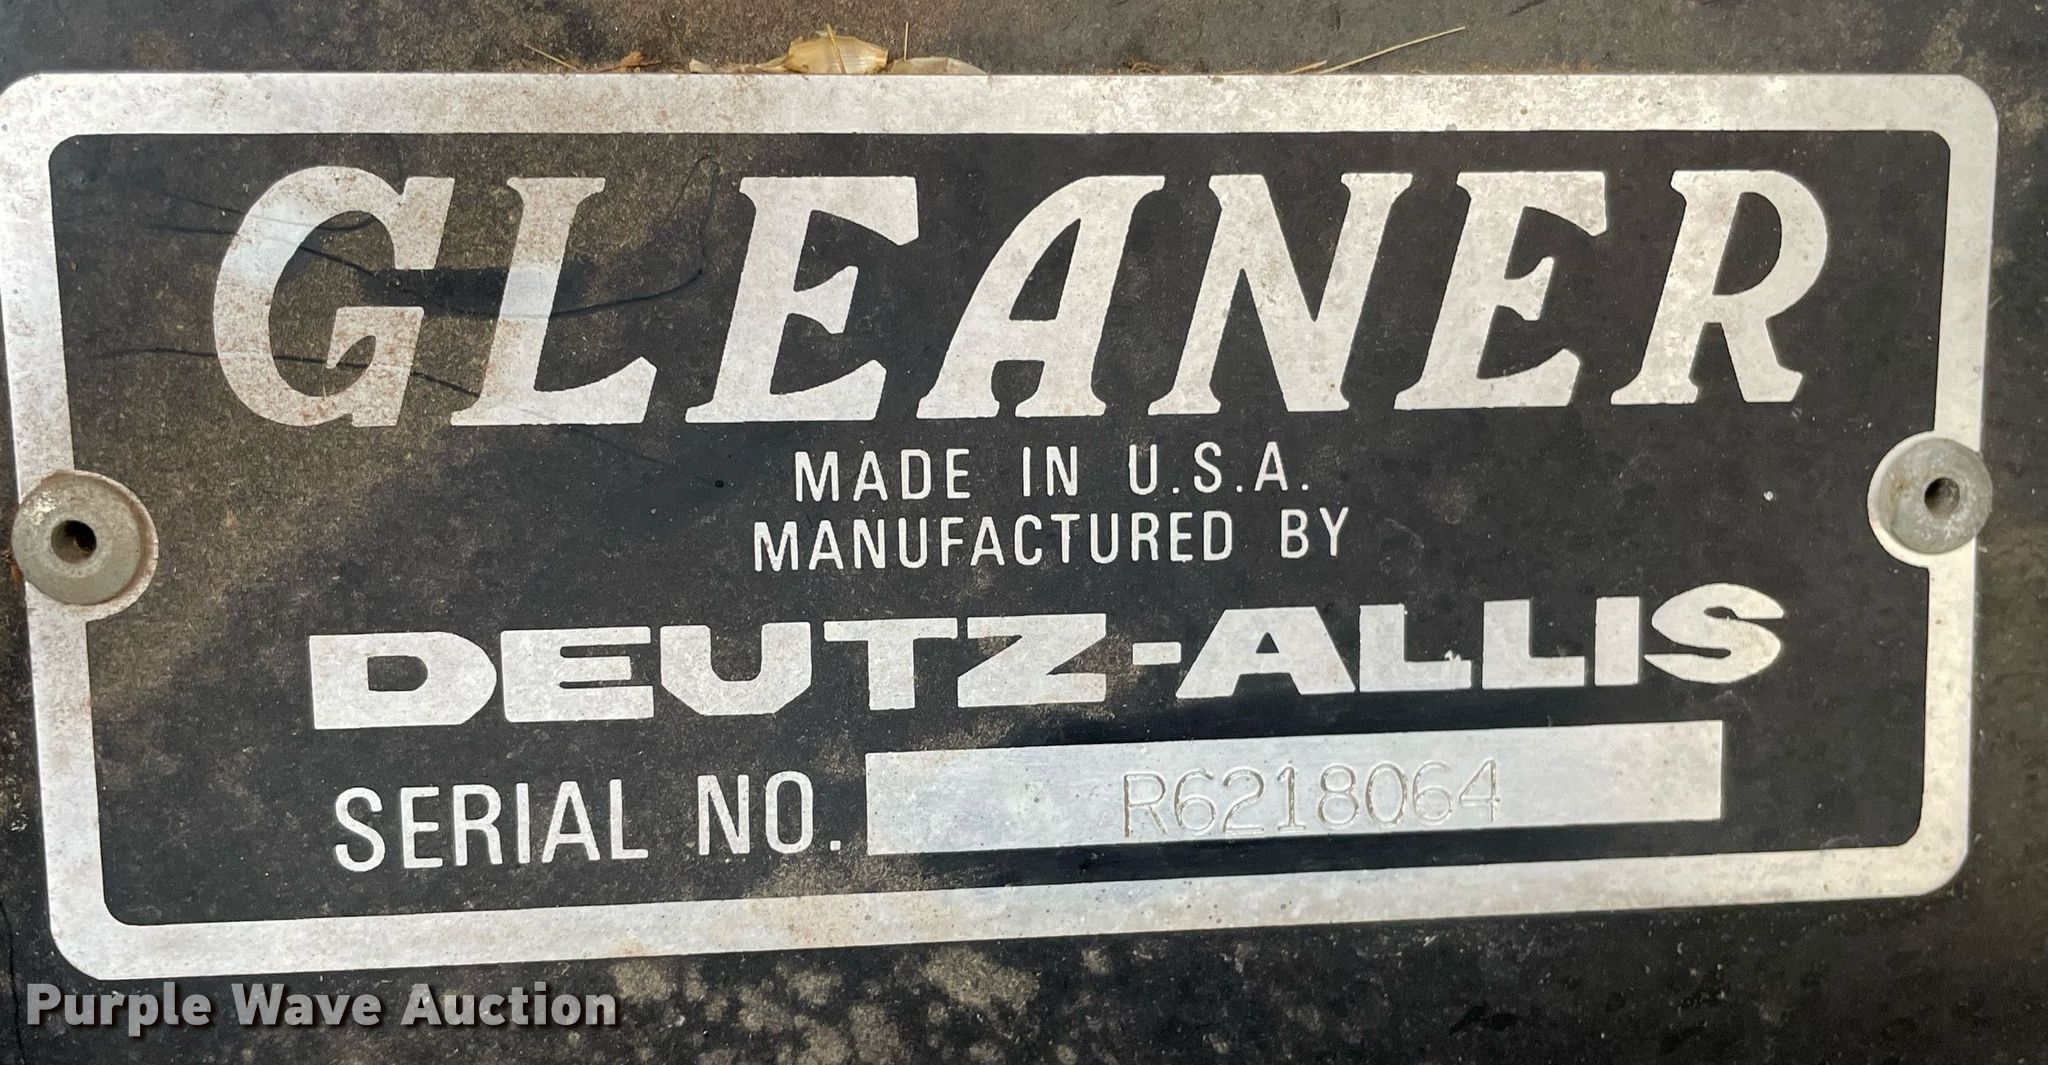 GLEANER
MADE IN U.S.A.
MANUFACTURED BY
DEUTZ-ALLIS
SERIAL NO. R6218064
Purple Wave Auction